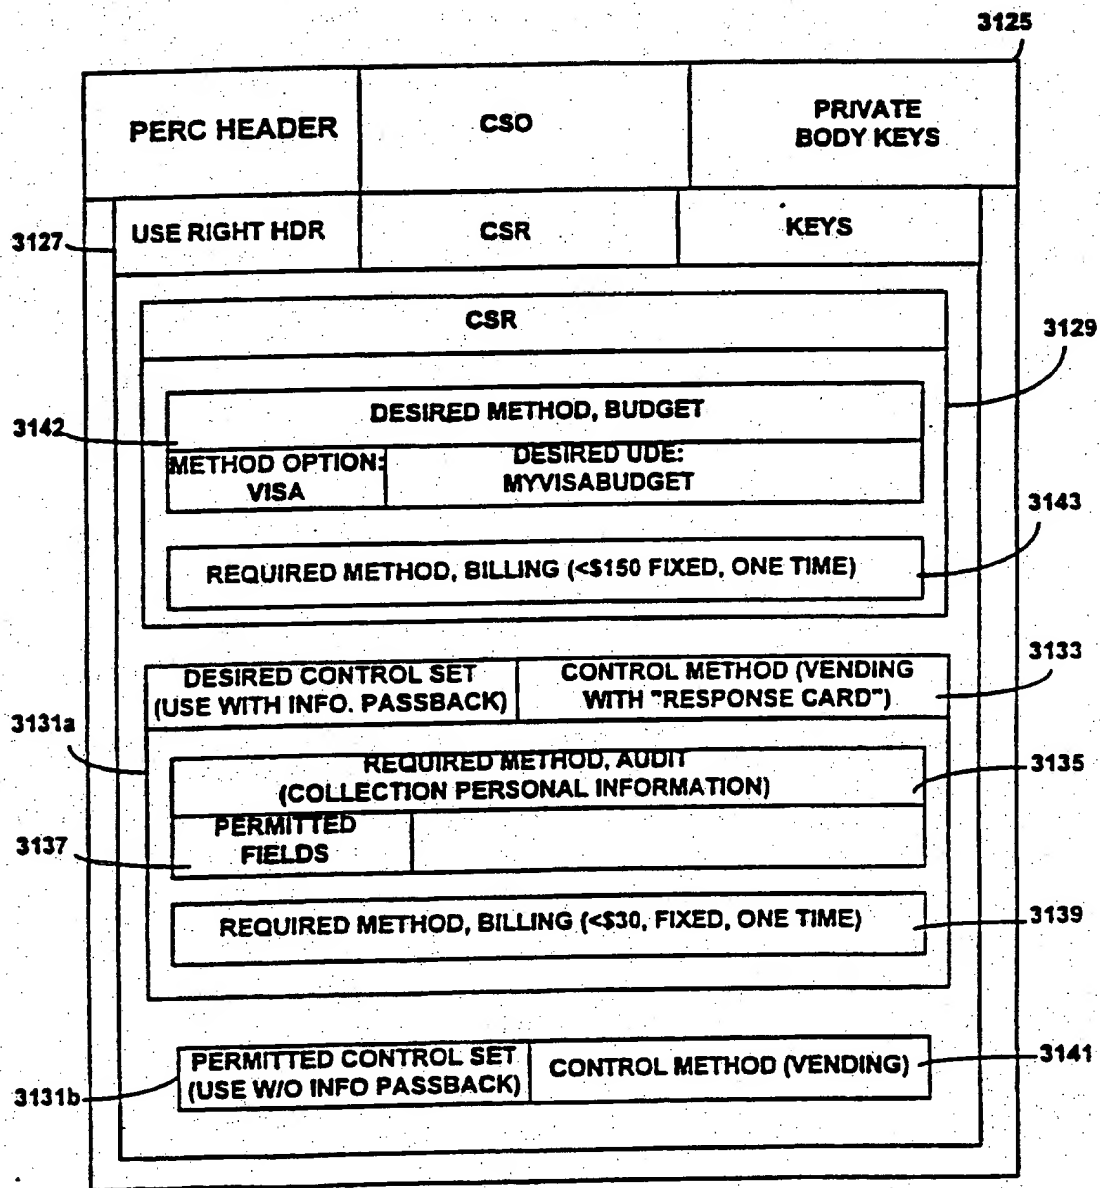 3125
PERC HEADER
CSO
PRIVATE
BODY KEYS
3127
USE RIGHT HDR
CSR
KEYS
CSR
3129
DESIRED METHOD, BUDGET
3142
METHOD OPTION:
VISA
DESIRED UDE:
MYVISABUDGET
3143
REQUIRED METHOD, BILLING (<$150 FIXED, ONE TIME)
3133
DESIRED CONTROL SET
(USE WITH INFO. PASSBACK)
CONTROL METHOD (VENDING
WITH "RESPONSE CARD")
3131a
REQUIRED METHOD, AUDIT
(COLLECTION PERSONAL INFORMATION)
3135
3137
PERMITTED
FIELDS
REQUIRED METHOD, BILLING (<$30, FIXED, ONE TIME)
3139
PERMITTED CONTROL SET
(USE W/O INFO PASSBACK)
CONTROL METHOD (VENDING)
3141
3131b